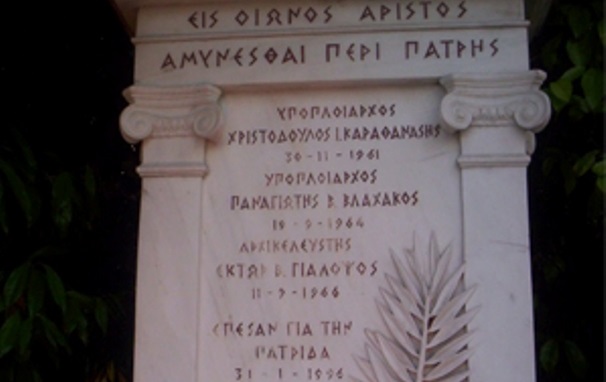 ΕΙΣ ΟΙΩΝΟΣ ΑΡΙΣΤΟΣ
ΑΜΥΝΕΣΘΑΙ ΠΕΡΙ ΠΑΤΡΗΣ
ΥΠΟΠΛΟΙΑΡΧΟΣ
ΧΡΙΣΤΟΔΟΥΛΟΣ Ι. ΚΑΡΑΘΑΝΑΣΗΣ
30 - 11 - 1961
ΥΠΟΠΛΟΙΑΡΧΟΣ
ΠΑΝΑΓΙΩΤΗΣ Β. ΒΛΑΧΑΚΟΣ
19 - 9 - 1964
ΑΡΧΙΚΕΛΕΥΣΤΗΣ
ΕΚΤΩΡ Β. ΓΙΑΛΟΨΟΣ
11 - 9 - 1966
ΕΠΕΣΑΝ ΓΙΑ ΤΗΝ
ΠΑΤΡΙΔΑ
31 - 1 - 1996